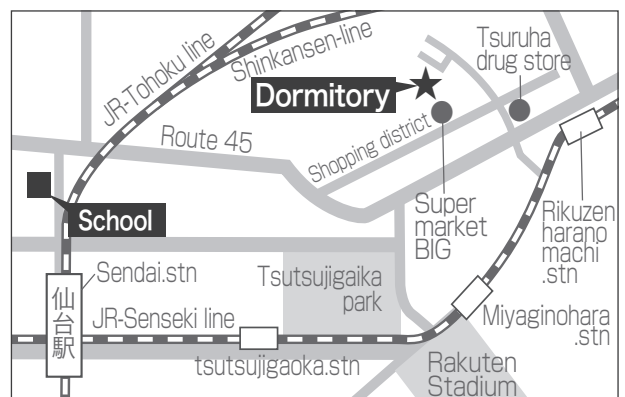 JR-Tohoku line
Shinkansen-line
Tsuruha
drug store
Dormitory
Route 45
Shopping district
School
Super
market
BIG
Rikuzen
harano
machi
.stn
Sendai.stn
仙台駅
Tsutsujigaika
park
JR-Senseki line
Miyaginohara
.stn
tsutsujigaoka.stn
Rakuten
Stadium